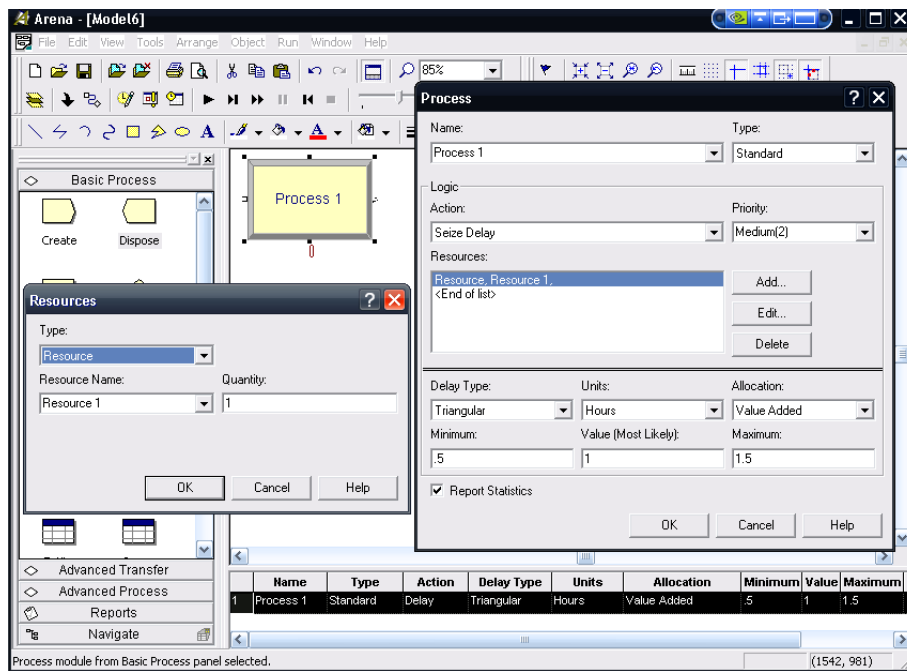 Arena - [Model6]
File Edit View Tools Arrange Object Run Window Help
85%
A
A
Basic Process
Create
Dispose
Process 1
0
Process
Name:
Type:
Process 1
Standard
Logic
Action:
Priority:
Seize Delay
Medium(2)
Resources:
Resource, Resource 1,
<End of list>
Add...
Edit...
Delete
Delay Type:
Units:
Allocation:
Triangular
Hours
Value Added
Minimum:
Value (Most Likely):
Maximum:
.5
1
1.5
Report Statistics
OK
Cancel
Help
Resources
Type:
Resource
Resource Name:
Quantity:
Resource 1
1
OK
Cancel
Help
Advanced Transfer
Advanced Process
Reports
Navigate
Name Type Action Delay Type Units Allocation Minimum Value Maximum
1 Process 1 Standard Delay Triangular Hours Value Added .5 1 1.5
Process module from Basic Process panel selected.
(1542, 981)